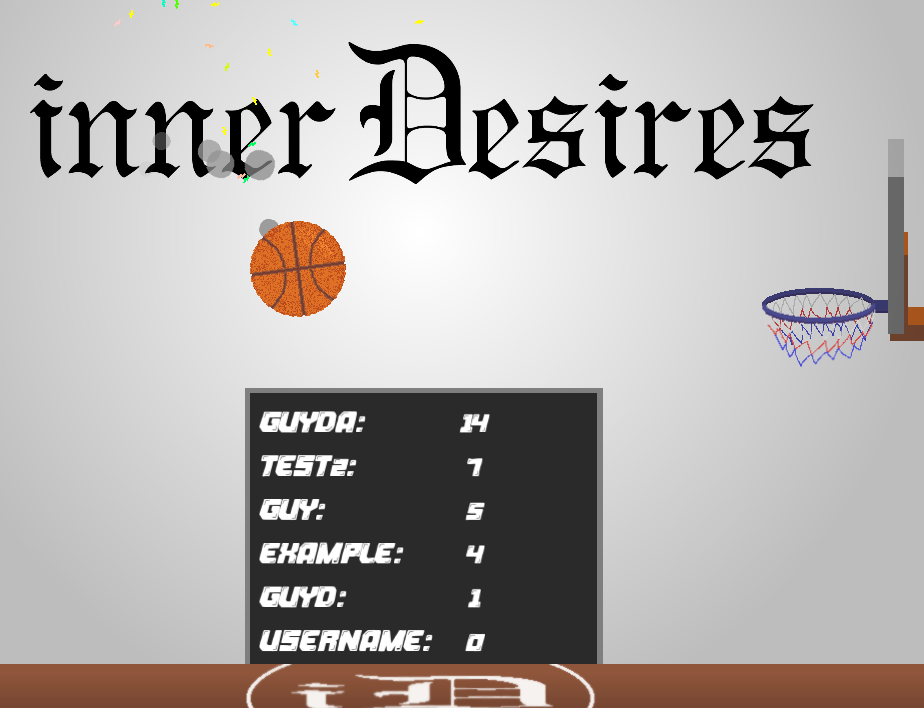 inner Desires
GUYDA: 14
TEST2: 7
GUY: 5
EXAMPLE: 4
GUYD: 1
USERNAME: 0